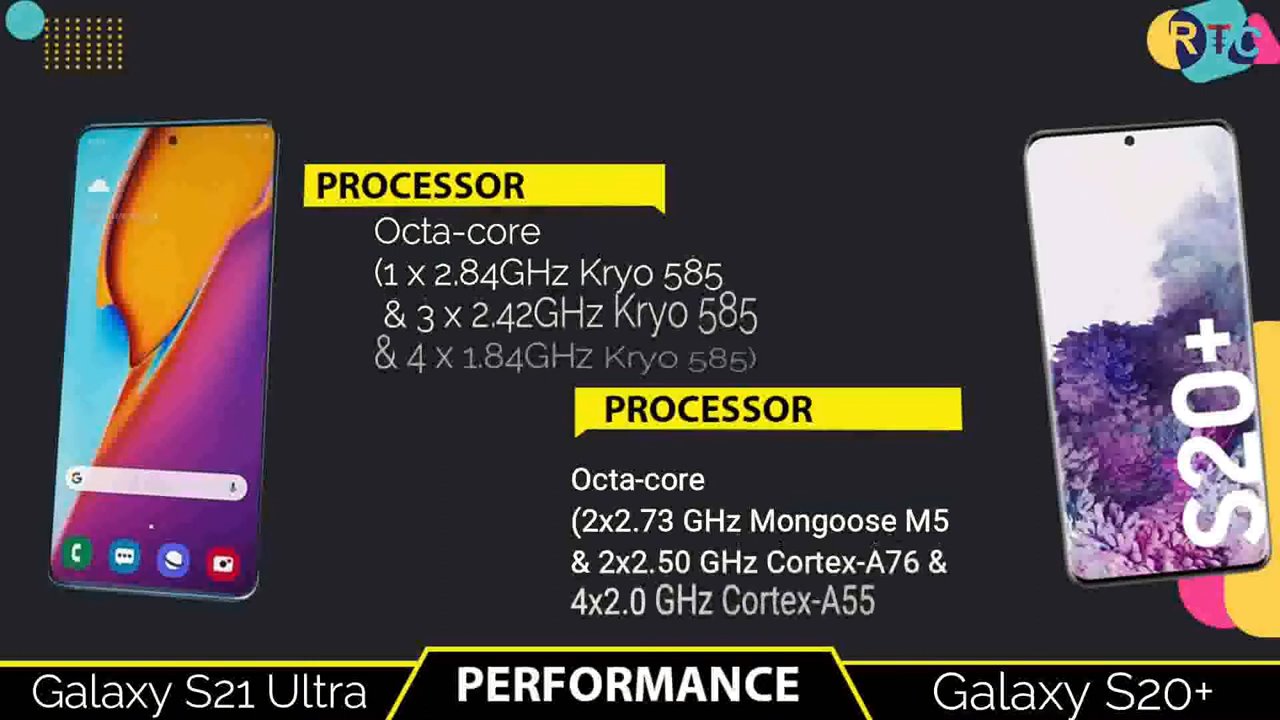 RTC
PROCESSOR
Octa-core
(1 x 2.84GHz Kryo 585
& 3 x 2.42GHz Kryo 585
& 4 x 1.84GHz Kryo 585)
PROCESSOR
Octa-core
(2x2.73 GHz Mongoose M5
& 2x2.50 GHz Cortex-A76 &
4x2.0 GHz Cortex-A55
S20+
Galaxy S21 Ultra
PERFORMANCE
Galaxy S20+